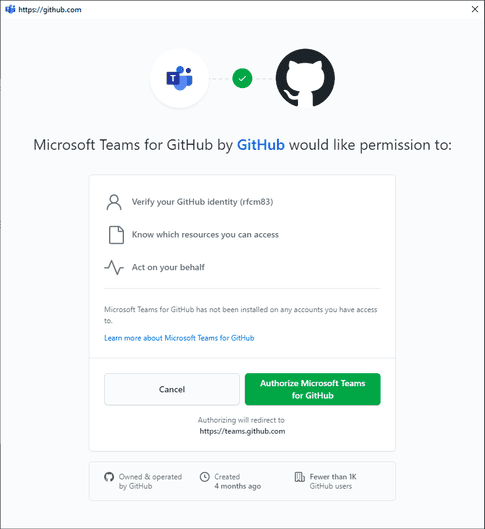 https://github.com
Microsoft Teams for GitHub by GitHub would like permission to:
Verify your GitHub identity (rfcm83)
Know which resources you can access
Act on your behalf
Microsoft Teams for GitHub has not been installed on any accounts you have access
to.
Learn more about Microsoft Teams for GitHub
Cancel
Authorize Microsoft Teams
for GitHub
Authorizing will redirect to
https://teams.github.com
Owned & operated
by GitHub
Created
4 months ago
Fewer than 1K
GitHub users